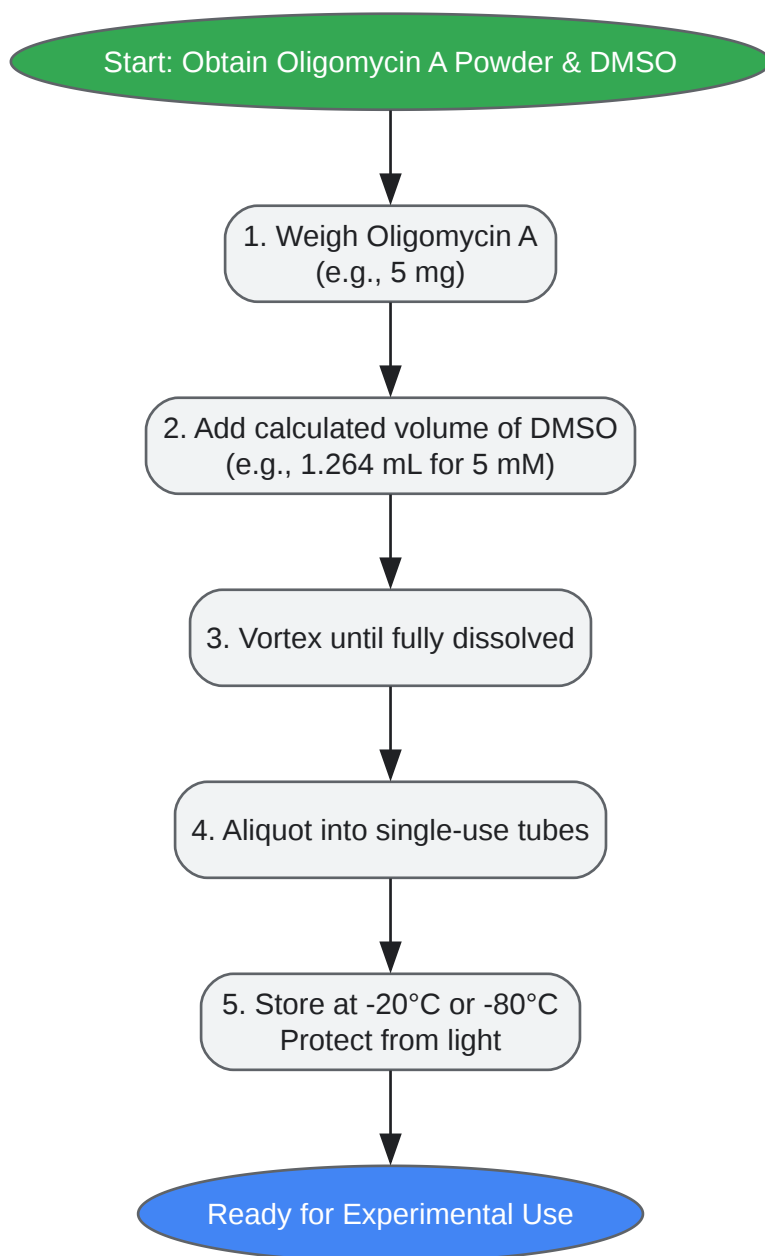 Start: Obtain Oligomycin A Powder & DMSO
1. Weigh Oligomycin A
(e.g., 5 mg)
2. Add calculated volume of DMSO
(e.g., 1.264 mL for 5 mM)
3. Vortex until fully dissolved
4. Aliquot into single-use tubes
5. Store at -20°C or -80°C
Protect from light
Ready for Experimental Use